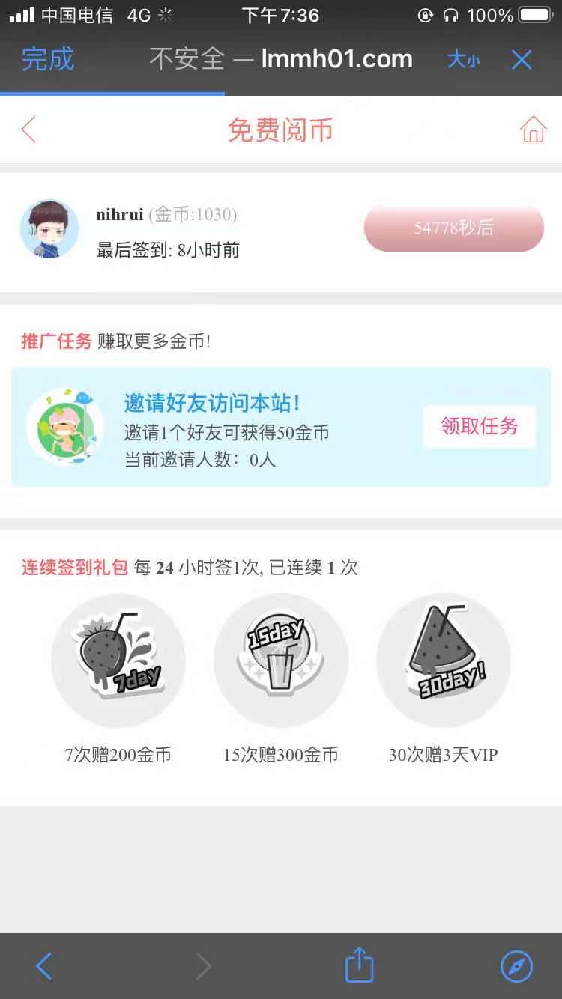 中国电信 4G 下午7:36 100%
完成 不安全 — lmmh01.com 大小
免费阅币
nihrui (金币:1030)
54778秒后
最后签到: 8小时前
推广任务 赚取更多金币!
邀请好友访问本站！
邀请1个好友可获得50金币
领取任务
当前邀请人数：0人
连续签到礼包 每 24 小时签1次, 已连续 1 次
7day
15day
30day!
7次赠200金币
15次赠300金币
30次赠3天VIP